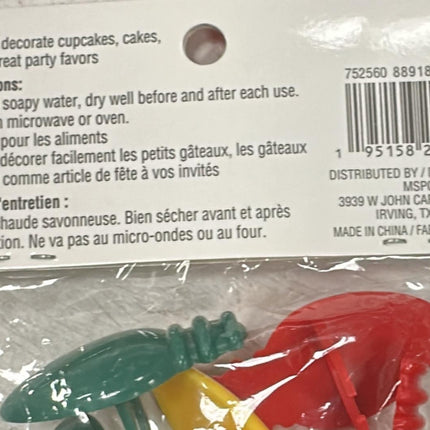 decorate cupcakes, cakes,
reat party favors
ons:
soapy water, dry well before and after each use.
microwave or oven.
pour les aliments
décorer facilement les petits gâteaux, les gâteaux
comme article de fête à vos invités
'entretien :
haude savonneuse. Bien sécher avant et après
ion. Ne va pas au micro-ondes ou au four.
752560 88918
1 95158 2
DISTRIBUTED BY /
MSP
3939 W JOHN CA
IRVING, TX
MADE IN CHINA / FA